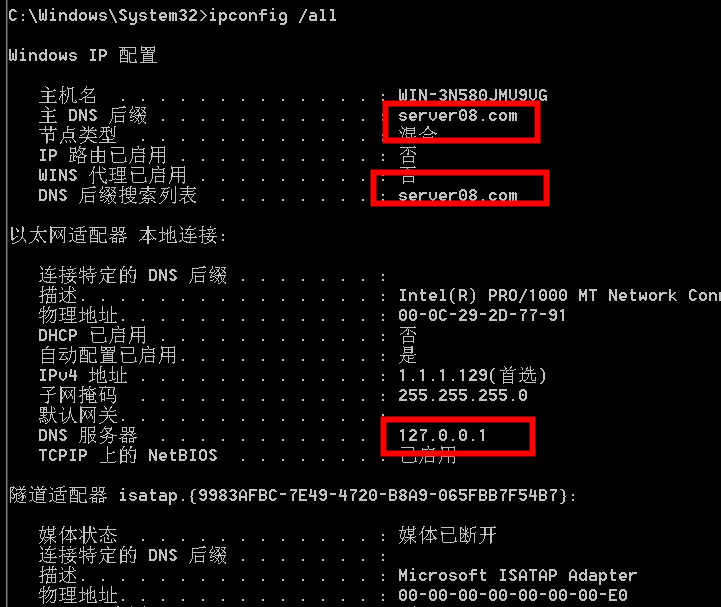 C:\Windows\System32>ipconfig /all
Windows IP 配置
主机名 . . . . . . . . . . . . . : WIN-3N580JMU9UG
主 DNS 后缀 . . . . . . . . . . . : server08.com
节点类型 . . . . . . . . . . . . : 混合
IP 路由已启用 . . . . . . . . . . : 否
WINS 代理已启用 . . . . . . . . . : 否
DNS 后缀搜索列表 . . . . . . . . : server08.com
以太网适配器 本地连接:
连接特定的 DNS 后缀 . . . . . . . :
描述. . . . . . . . . . . . . . . : Intel(R) PRO/1000 MT Network Conn
物理地址. . . . . . . . . . . . . : 00-0C-29-2D-77-91
DHCP 已启用 . . . . . . . . . . . : 否
自动配置已启用. . . . . . . . . . : 是
IPv4 地址 . . . . . . . . . . . . : 1.1.1.129(首选)
子网掩码 . . . . . . . . . . . . : 255.255.255.0
默认网关. . . . . . . . . . . . . :
DNS 服务器 . . . . . . . . . . . : 127.0.0.1
TCPIP 上的 NetBIOS . . . . . . . : 已启用
隧道适配器 isatap.{9983AFBC-7E49-4720-B8A9-065FBB7F54B7}:
媒体状态 . . . . . . . . . . . . : 媒体已断开
连接特定的 DNS 后缀 . . . . . . . :
描述. . . . . . . . . . . . . . . : Microsoft ISATAP Adapter
物理地址. . . . . . . . . . . . . : 00-00-00-00-00-00-00-E0